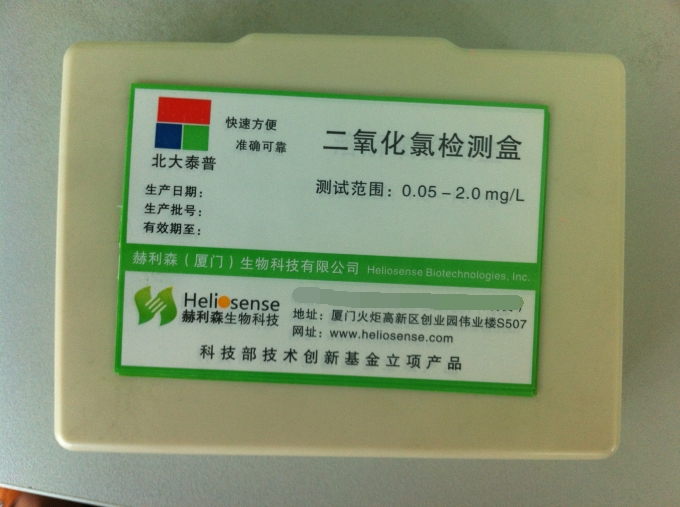 快速方便
准确可靠
北大泰普
二氧化氯检测盒
测试范围：0.05－2.0 mg/L
生产日期：
生产批号：
有效期至：
赫利森（厦门）生物科技有限公司 Heliosense Biotechnologies, Inc.
Heliosense
赫利森生物科技
地址：厦门火炬高新区创业园伟业楼S507
网址：www.heliosense.com
科技部技术创新基金立项产品